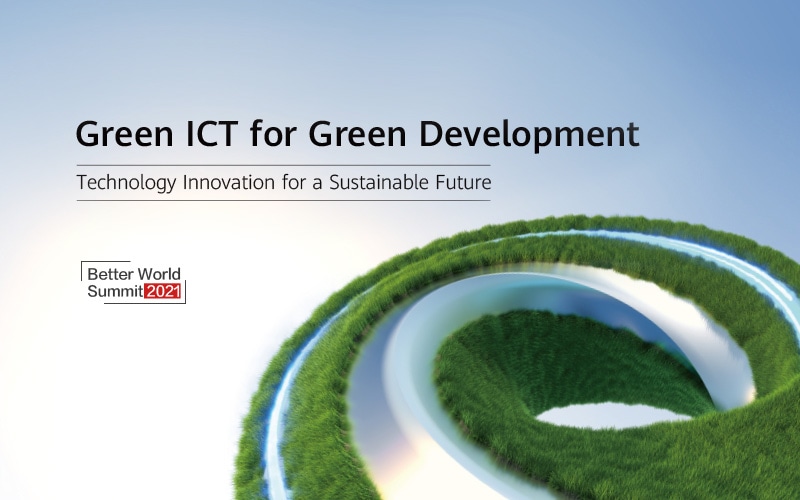 Green ICT for Green Development
Technology Innovation for a Sustainable Future
Better World
Summit 2021